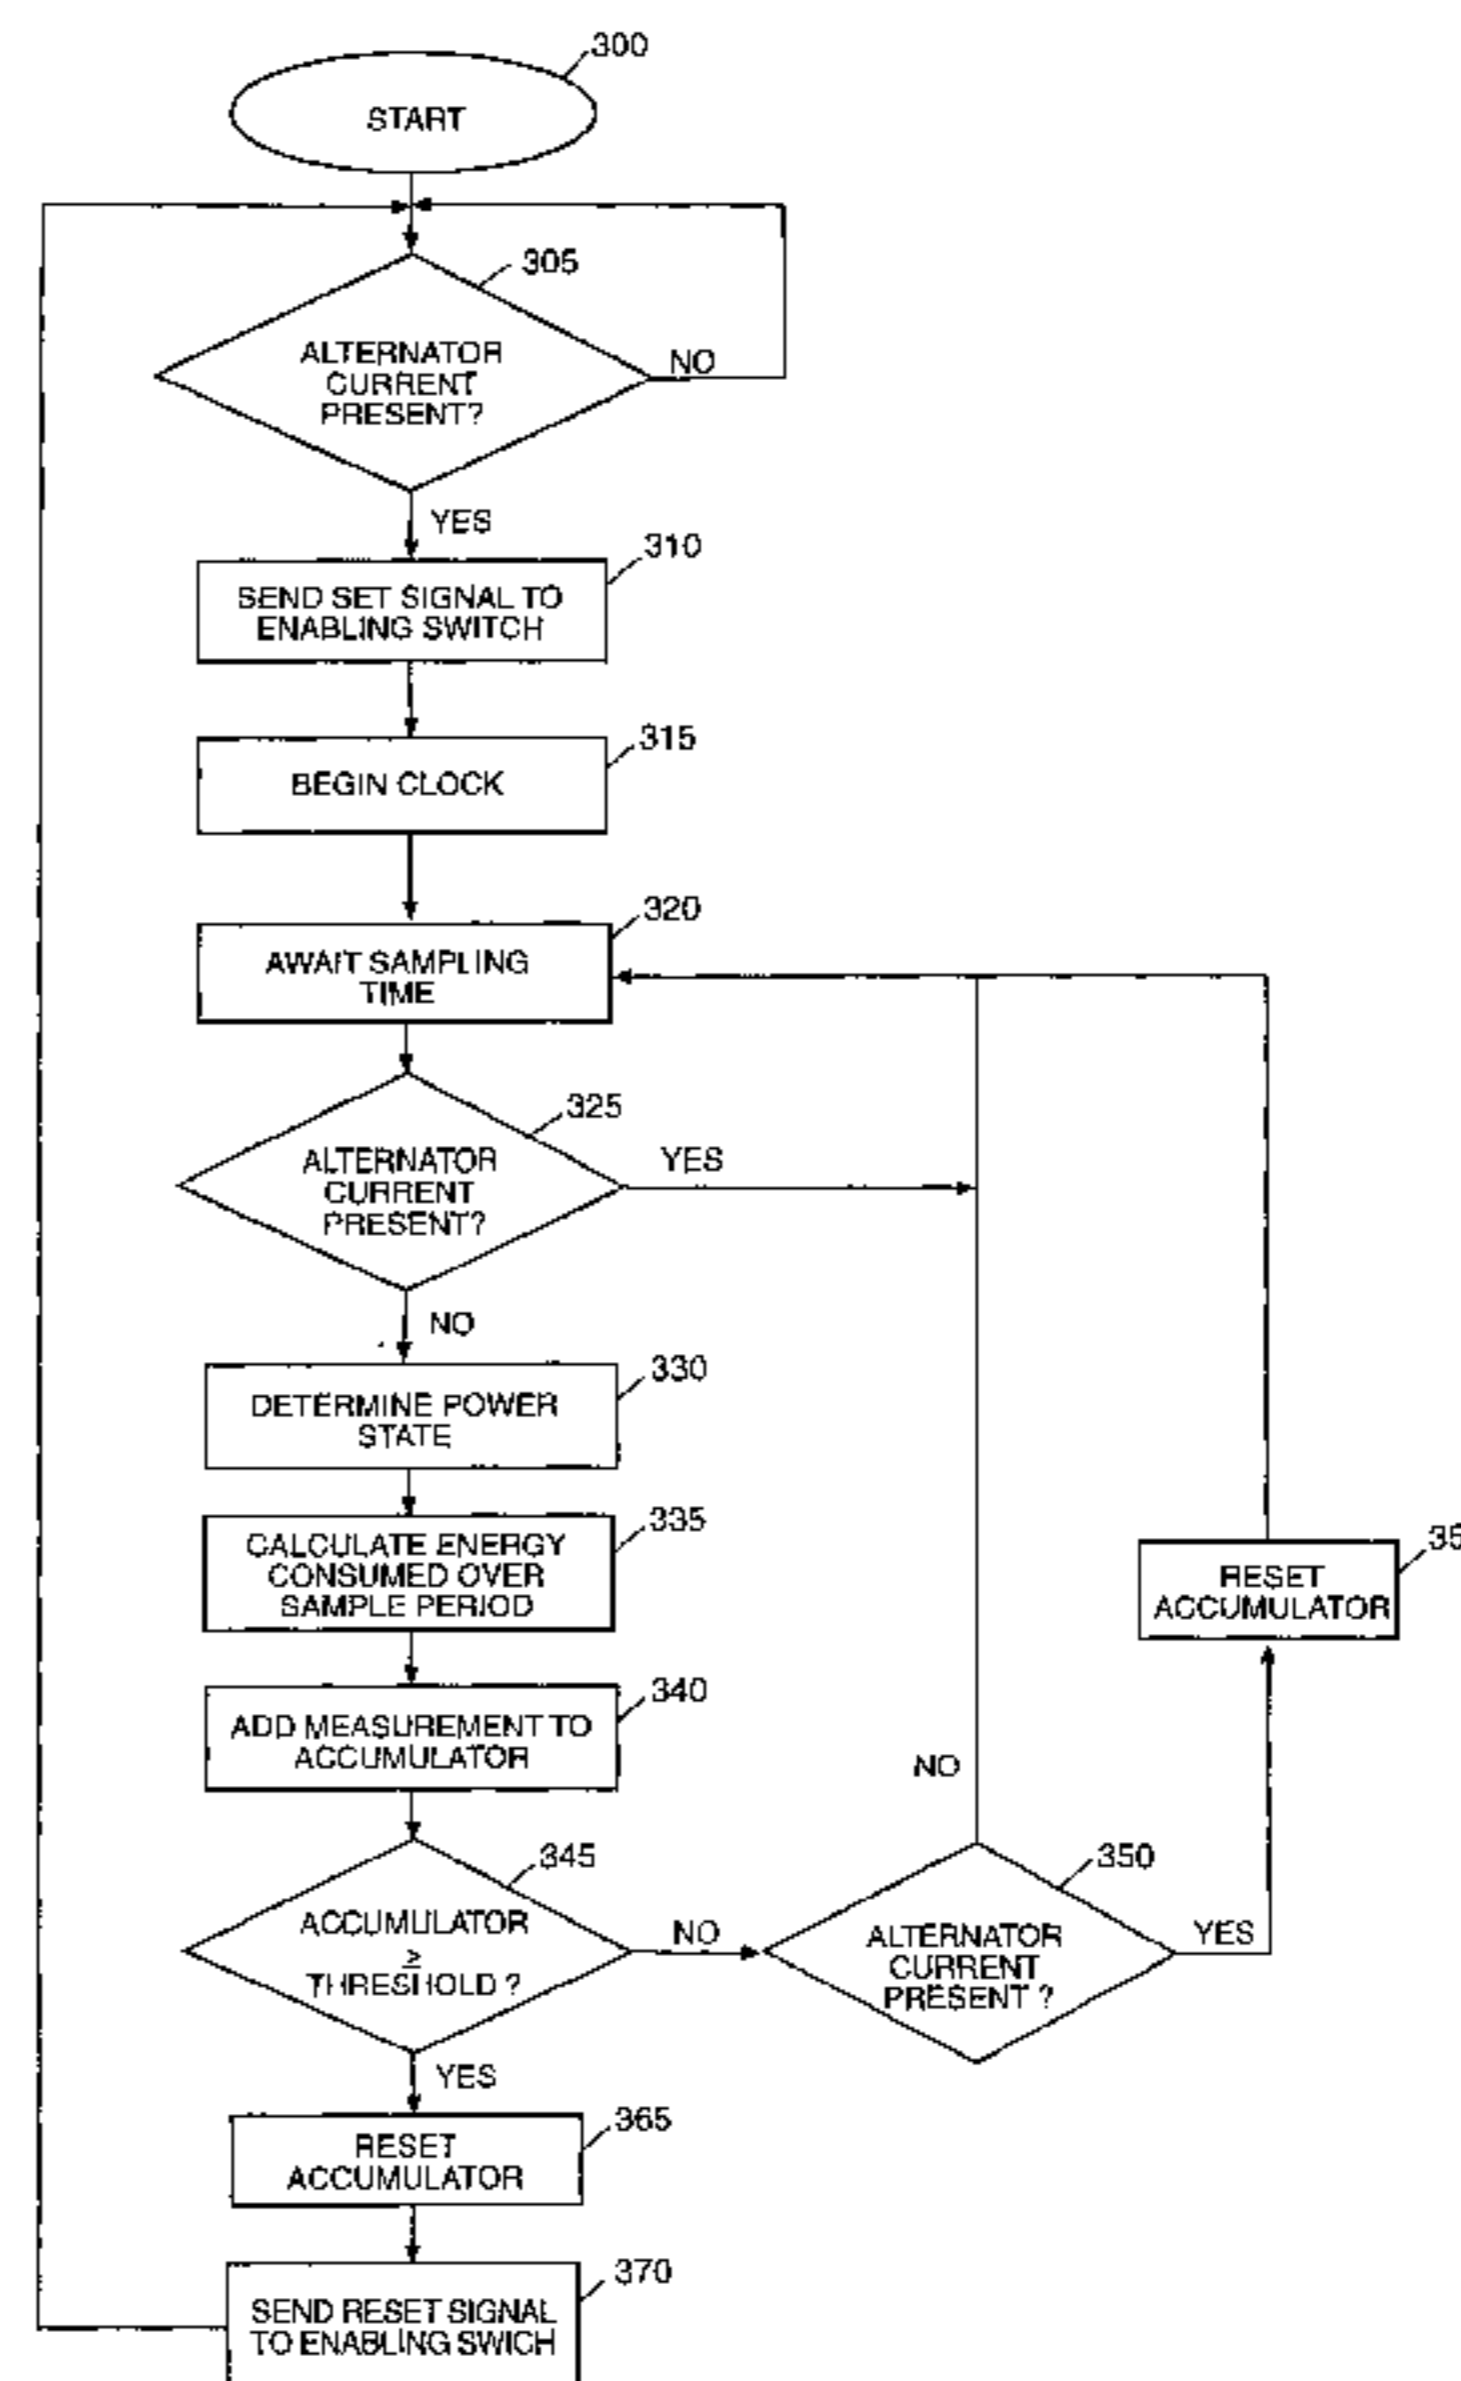 300
START
305
ALTERNATOR
CURRENT
PRESENT?
NO
YES
310
SEND SET SIGNAL TO
ENABLING SWITCH
315
BEGIN CLOCK
320
AWAIT SAMPLING
TIME
325
ALTERNATOR
CURRENT
PRESENT?
YES
NO
330
DETERMINE POWER
STATE
335
CALCULATE ENERGY
CONSUMED OVER
SAMPLE PERIOD
35
RESET
ACCUMULATOR
340
ADD MEASUREMENT TO
ACCUMULATOR
NO
345
ACCUMULATOR
≥
THRESHOLD ?
NO
350
ALTERNATOR
CURRENT
PRESENT ?
YES
YES
365
RESET
ACCUMULATOR
370
SEND RESET SIGNAL
TO ENABLING SWICH